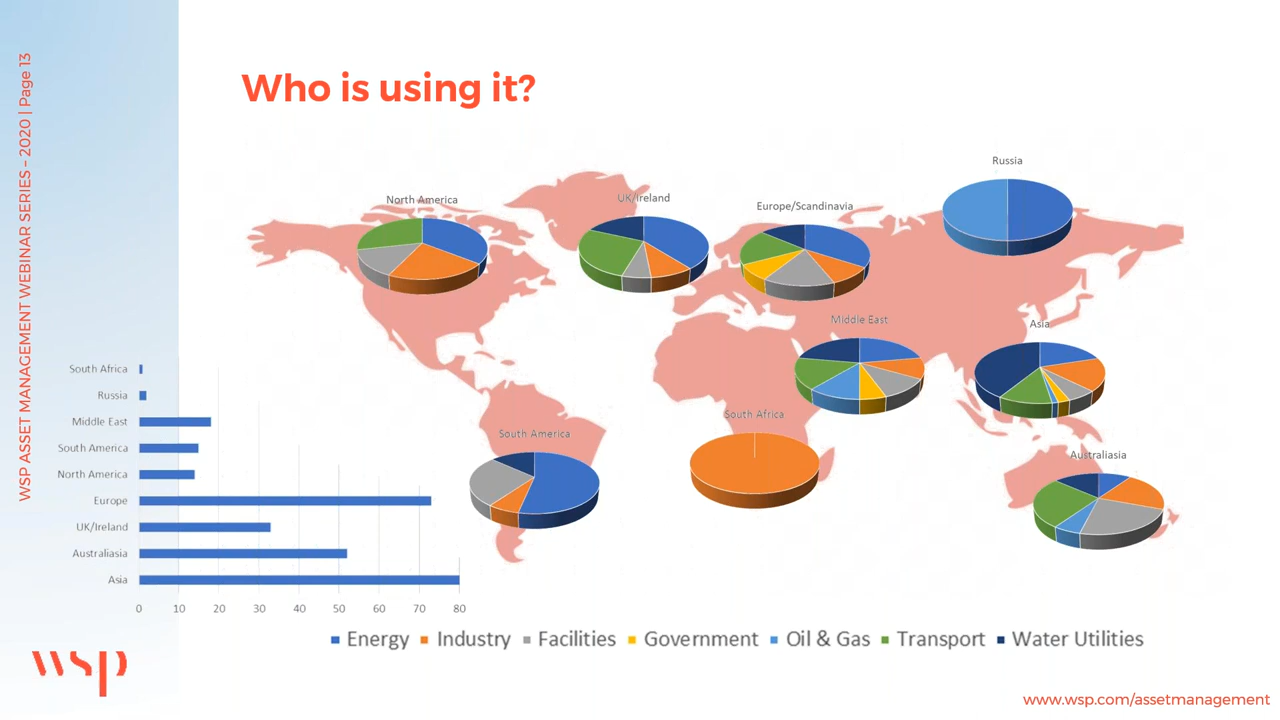 WSP ASSET MANAGEMENT WEBINAR SERIES – 2020 | Page 13
Who is using it?
Russia
North America
UK/Ireland
Europe/Scandinavia
Middle East
Asia
South Africa
South America
Australiasia
South Africa
Russia
Middle East
South America
North America
Europe
UK/Ireland
Australiasia
Asia
0 10 20 30 40 50 60 70 80
Energy Industry Facilities Government Oil & Gas Transport Water Utilities
wsp
www.wsp.com/assetmanagement